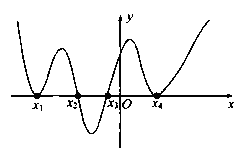 y
x₁ x₂ x₃ O x₄ x